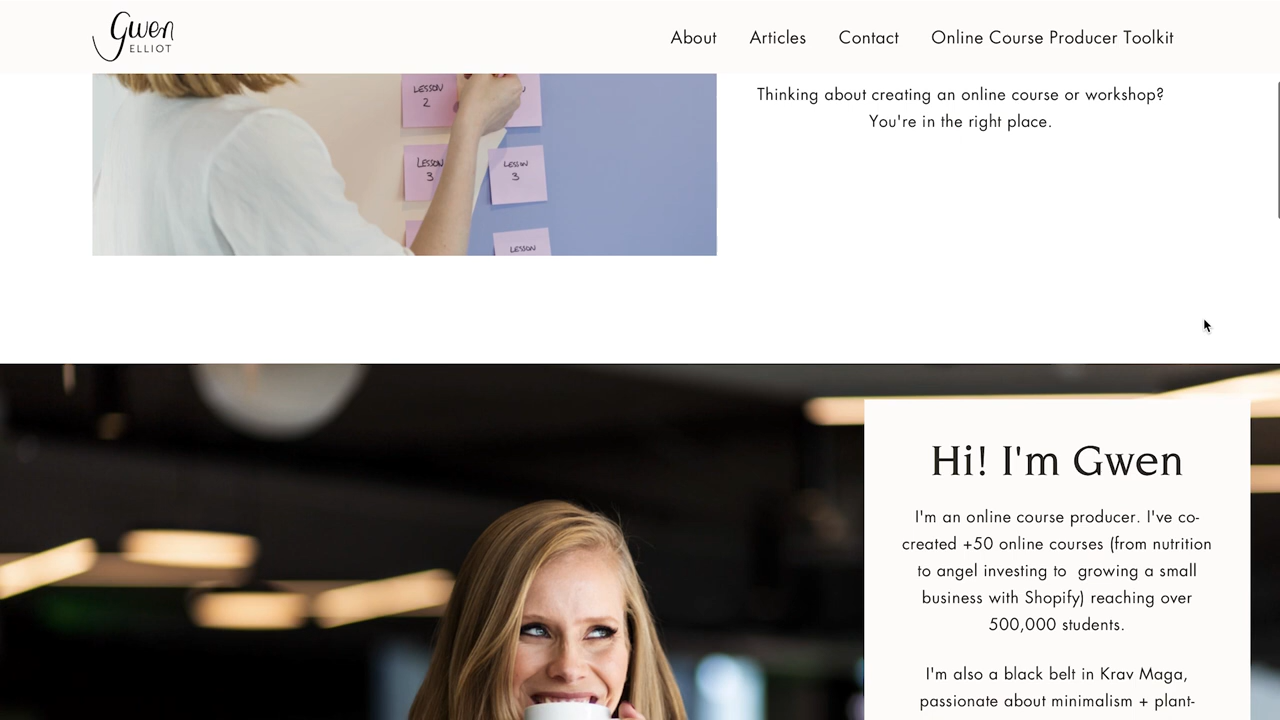 Gwen
ELLIOT
About
Articles
Contact
Online Course Producer Toolkit
LESSON
2
LESSON
3
LESSON
3
LESSON
Thinking about creating an online course or workshop?
You're in the right place.
Hi! I'm Gwen
I'm an online course producer. I've co-
created +50 online courses (from nutrition
to angel investing to  growing a small
business with Shopify) reaching over
500,000 students.
I'm also a black belt in Krav Maga,
passionate about minimalism + plant-